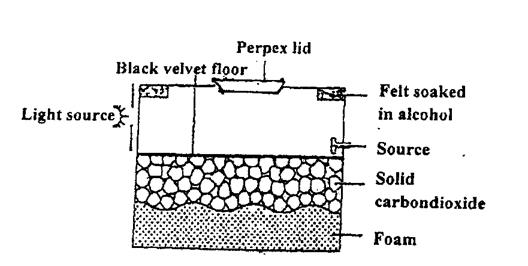 Perpex lid
Black velvet floor
Light source
Felt soaked
in alcohol
Source
Solid
carbondioxide
Foam